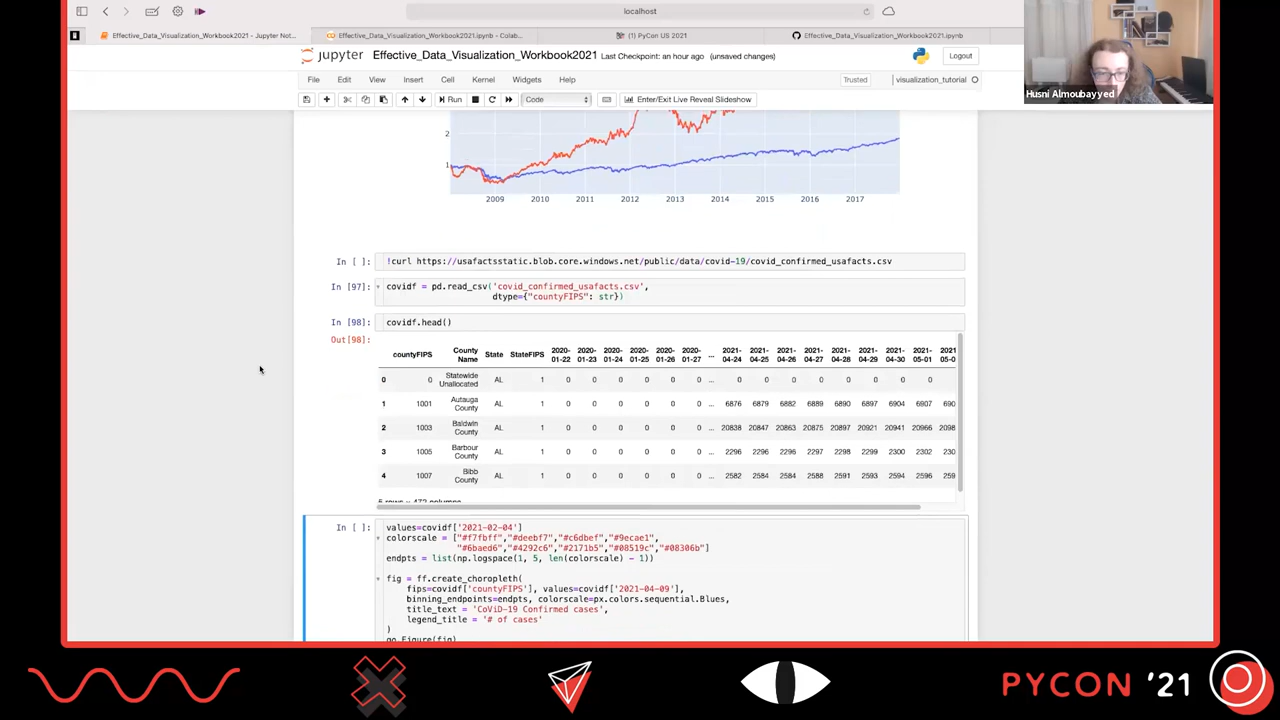 localhost
Effective_Data_Visualization_Workbook2021 - Jupyter Not...
Effective_Data_Visualization_Workbook2021.ipynb - Colab...
PyCon US 2021
Effective_Data_Visualization_Workbook2021.ipynb
jupyter Effective_Data_Visualization_Workbook2021 Last Checkpoint: an hour ago (unsaved changes)
Logout
File Edit View Insert Cell Kernel Widgets Help
Trusted
visualization_tutorial
Run
Code
Enter/Exit Live Reveal Slideshow
Husni Almoubayyed
2
1
2009 2010 2011 2012 2013 2014 2015 2016 2017
In [ ]: !curl https://usafactsstatic.blob.core.windows.net/public/data/covid-19/covid_confirmed_usafacts.csv
In [97]: covidf = pd.read_csv('covid_confirmed_usafacts.csv',
dtype={"countyFIPS": str})
In [98]: covidf.head()
Out[98]:
countyFIPS County Name State StateFIPS 2020-01-22 2020-01-23 2020-01-24 2020-01-25 2020-01-26 2020-01-27 ... 2021-04-24 2021-04-25 2021-04-26 2021-04-27 2021-04-28 2021-04-29 2021-04-30 2021-05-01 2021-05-0
0 0 Statewide Unallocated AL 1 0 0 0 0 0 0 ... 0 0 0 0 0 0 0 0
1 1001 Autauga County AL 1 0 0 0 0 0 0 ... 6876 6879 6882 6889 6890 6897 6904 6907 690
2 1003 Baldwin County AL 1 0 0 0 0 0 0 ... 20838 20847 20863 20875 20897 20921 20941 20966 2098
3 1005 Barbour County AL 1 0 0 0 0 0 0 ... 2296 2296 2296 2297 2298 2299 2300 2302 230
4 1007 Bibb County AL 1 0 0 0 0 0 0 ... 2582 2584 2584 2588 2591 2593 2594 2596 259
5 rows × 472 columns
In [ ]: values=covidf['2021-02-04']
colorscale = ["#f7fbff","#deebf7","#c6dbef","#9ecae1",
"#6baed6","#4292c6","#2171b5","#08519c","#08306b"]
endpts = list(np.logspace(1, 5, len(colorscale) - 1))
fig = ff.create_choropleth(
fips=covidf['countyFIPS'], values=covidf['2021-04-09'],
binning_endpoints=endpts, colorscale=px.colors.sequential.Blues,
title_text = 'CoViD-19 Confirmed cases',
legend_title = '# of cases'
)
go.Figure(fig)
PYCON '21